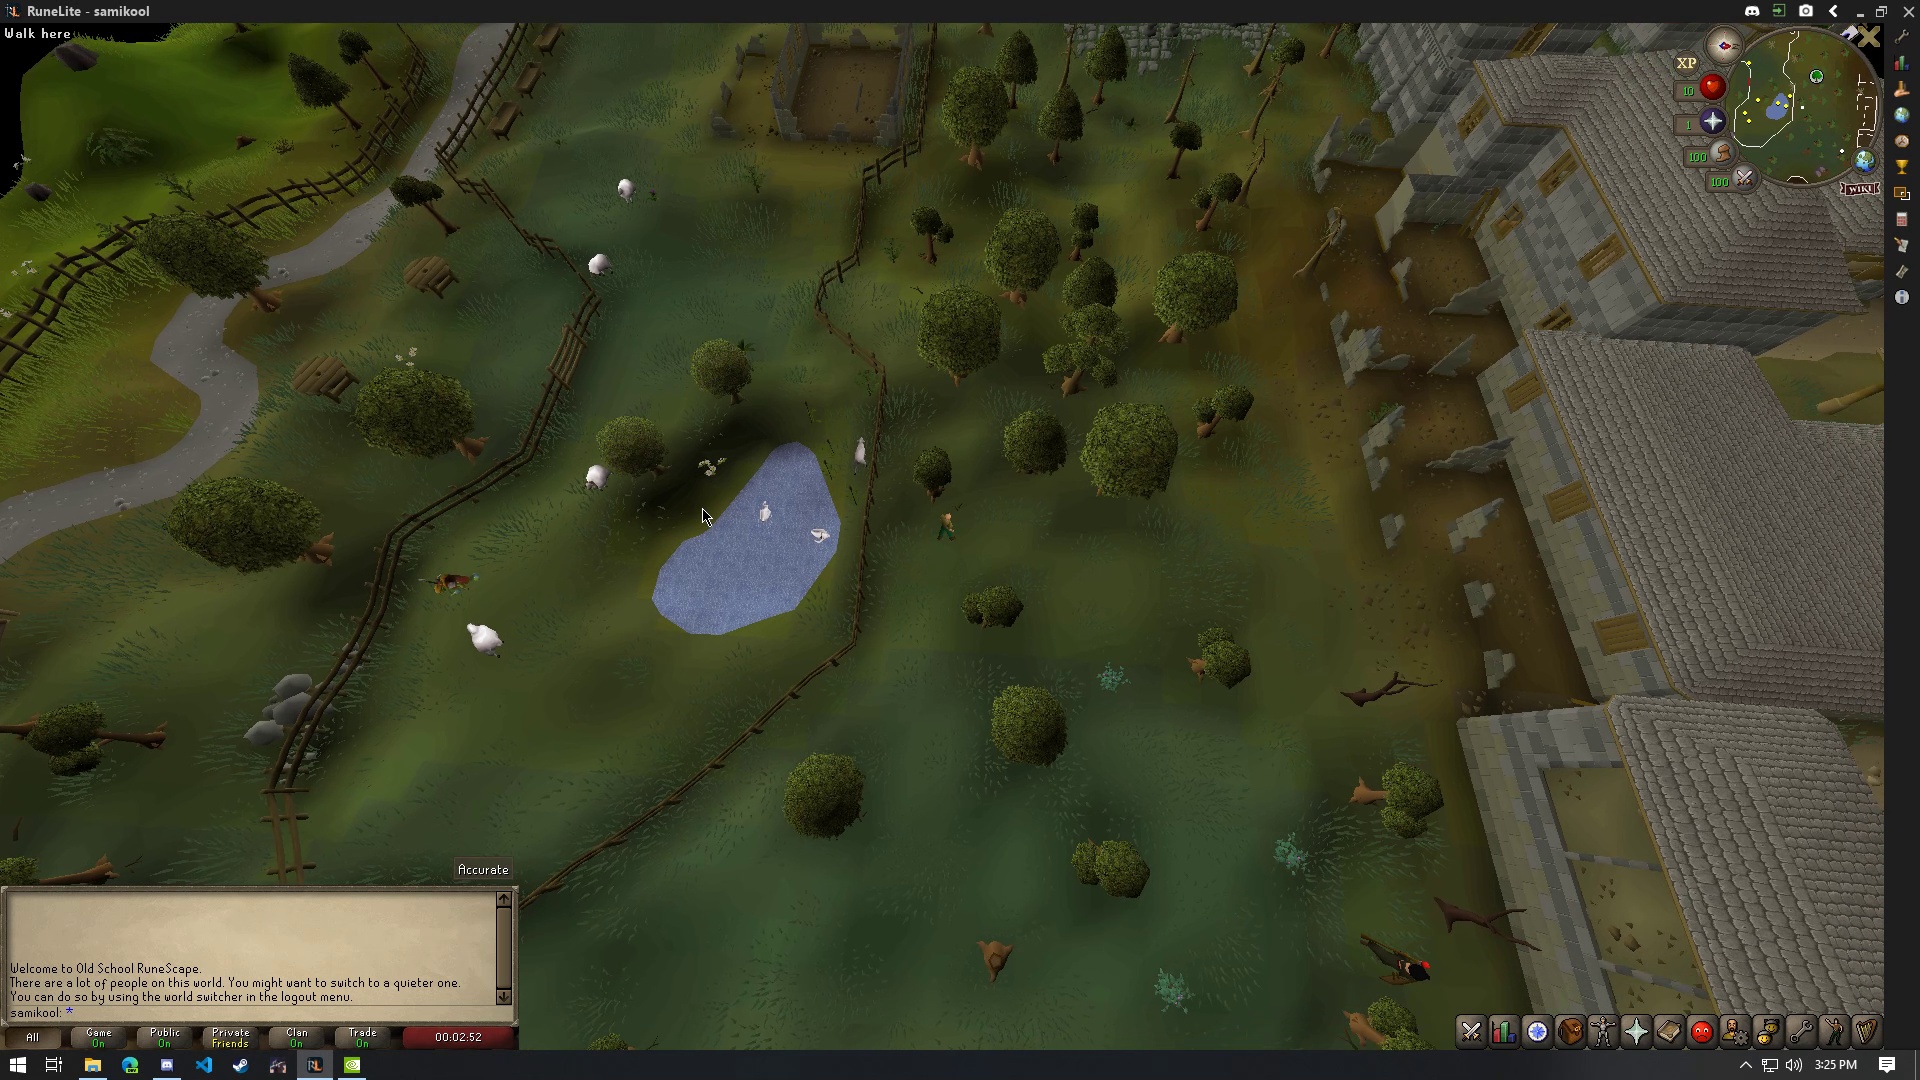 RuneLite - samikool
Walk here
XP
10
1
100
100
WIKI
Accurate
Welcome to Old School RuneScape.
There are a lot of people on this world. You might want to switch to a quieter one.
You can do so by using the world switcher in the logout menu.
samikool: *
All
Game
On
Public
On
Private
Friends
Clan
On
Trade
On
00:02:52
3:25 PM